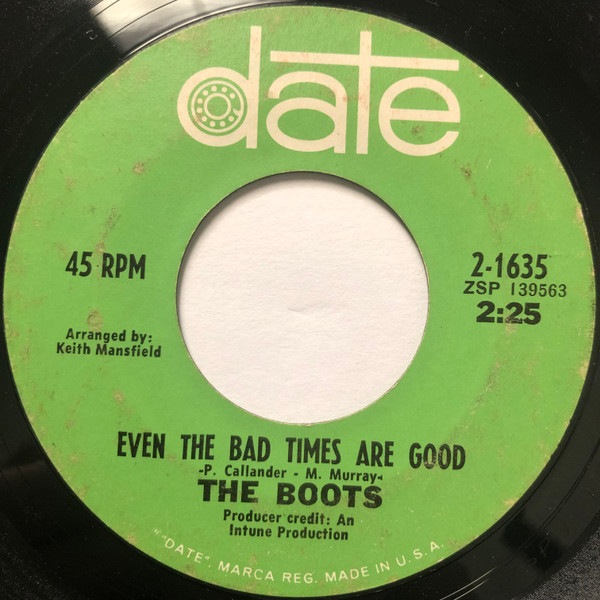 date
45 RPM
2-1635
ZSP 139563
2:25
Arranged by:
Keith Mansfield
EVEN THE BAD TIMES ARE GOOD
-P. Callander - M. Murray-
THE BOOTS
Producer credit: An
Intune Production
"DATE". MARCA REG. MADE IN U.S.A.